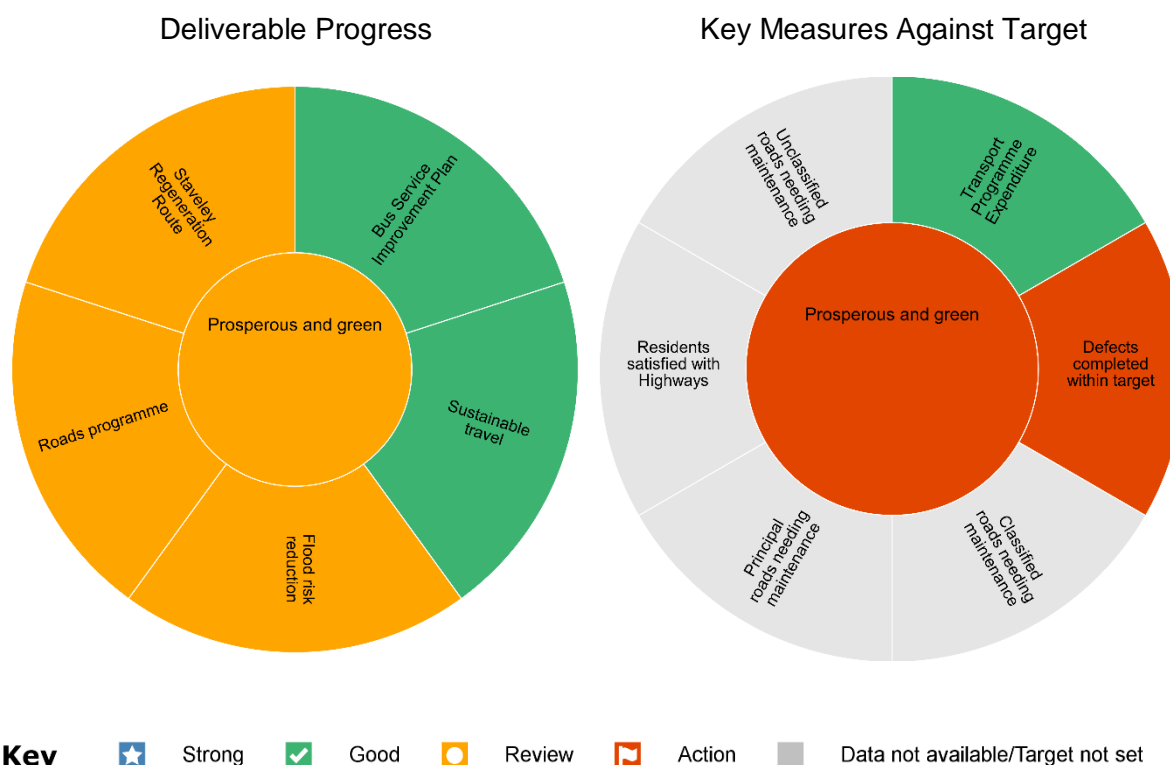 Deliverable Progress
Key Measures Against Target
Staveley
Regeneration
Route
Bus Service
Improvement Plan
Prosperous and green
Roads programme
Sustainable
travel
Flood risk
reduction
Unclassified
roads needing
maintenance
Transport
Programme
Expenditure
Prosperous and green
Residents
satisfied with
Highways
Defects
completed
within target
Principal
roads needing
maintenance
Classified
roads needing
maintenance
Key
Strong
Good
Review
Action
Data not available/Target not set